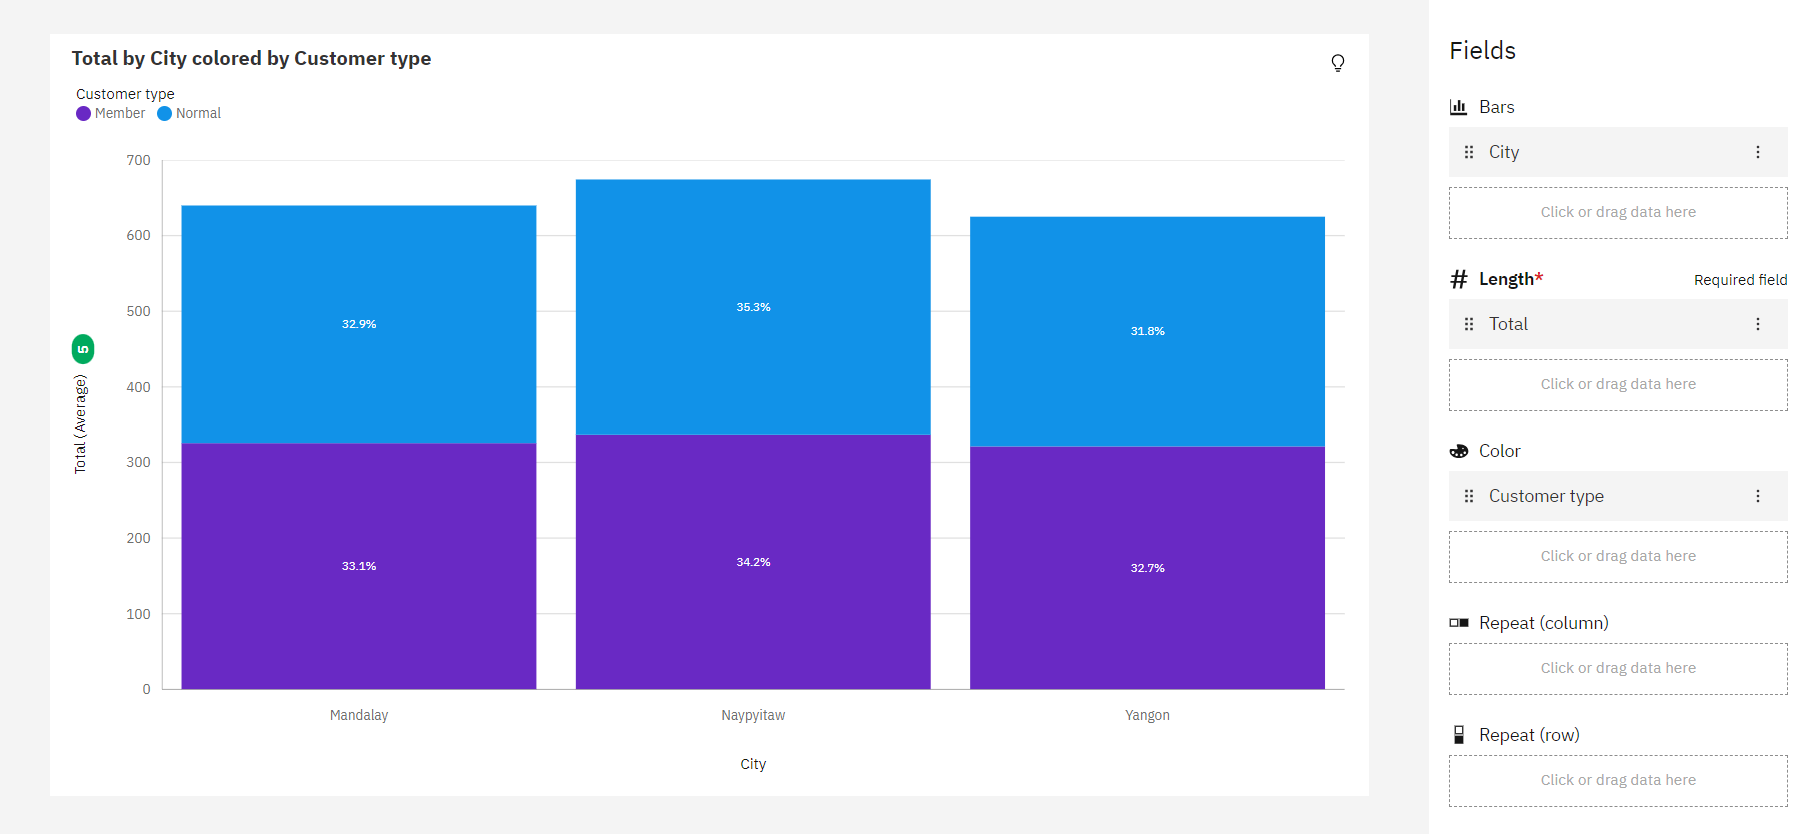 Total by City colored by Customer type
Customer type
Member Normal
700
600
500
400
300
200
100
0
Total (Average) 5
32.9%
35.3%
31.8%
33.1%
34.2%
32.7%
Mandalay Naypyitaw Yangon
City
Fields
Bars
City
Click or drag data here
Length* Required field
Total
Click or drag data here
Color
Customer type
Click or drag data here
Repeat (column)
Click or drag data here
Repeat (row)
Click or drag data here